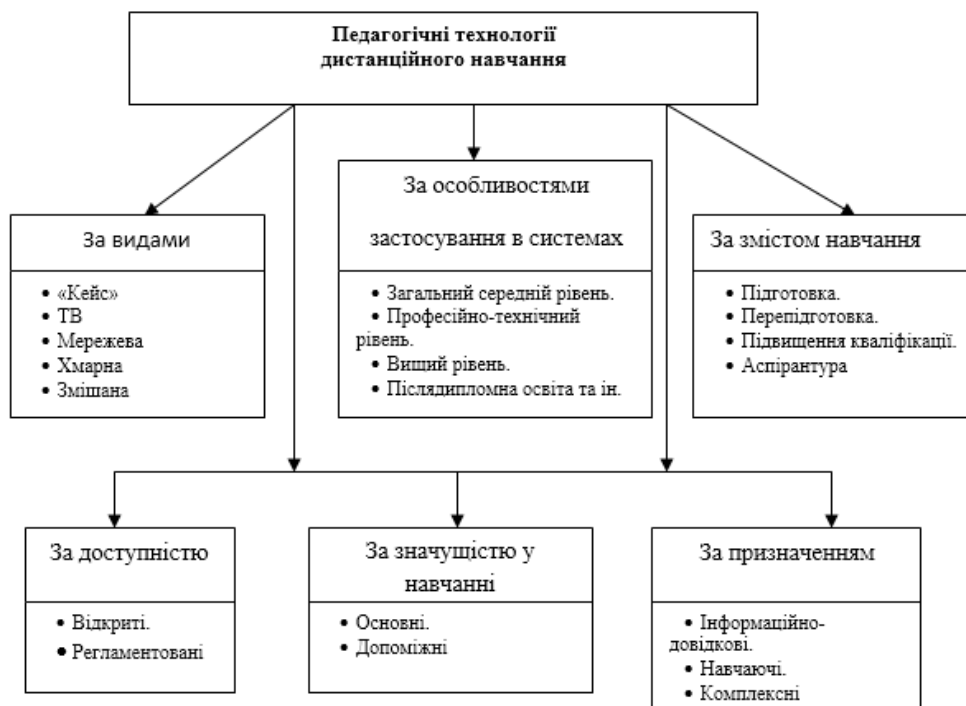 Педагогічні технології
дистанційного навчання
За видами
• «Кейс»
• ТВ
• Мережева
• Хмарна
• Змішана
За особливостями
застосування в системах
• Загальний середній рівень.
• Професійно-технічний
рівень.
• Вищий рівень.
• Післядипломна освіта та ін.
За змістом навчання
• Підготовка.
• Перепідготовка.
• Підвищення кваліфікації.
• Аспірантура
За доступністю
• Відкриті.
• Регламентовані
За значущістю у
навчанні
• Основні.
• Допоміжні
За призначенням
• Інформаційно-
довідкові.
• Навчаючі.
• Комплексні